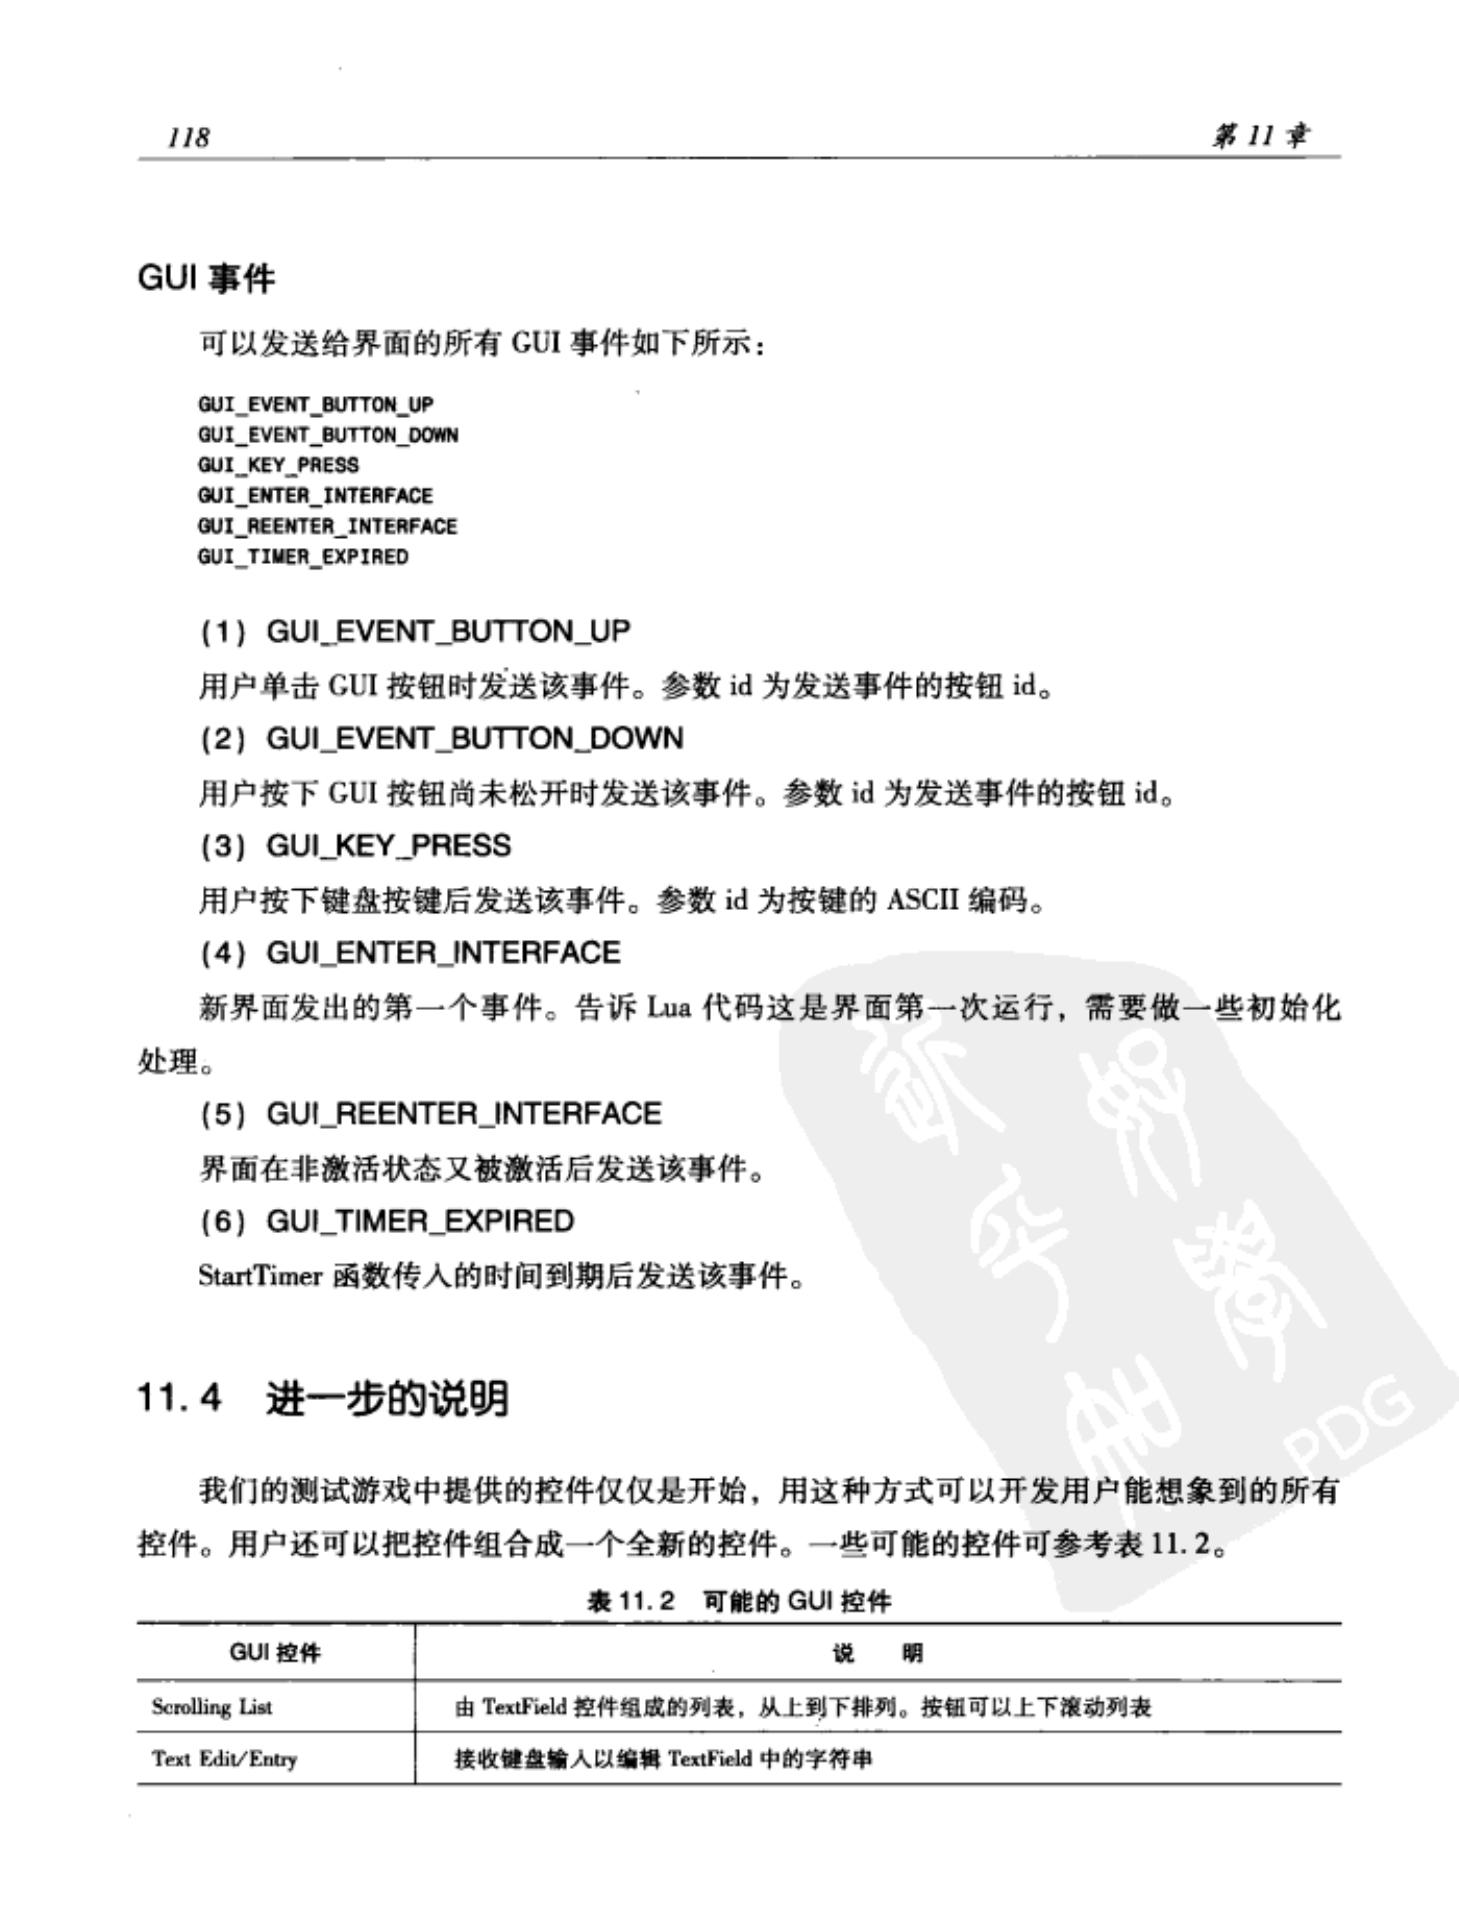 118
第 11 章
GUI 事件
可以发送给界面的所有 GUI 事件如下所示：
GUI_EVENT_BUTTON_UP
GUI_EVENT_BUTTON_DOWN
GUI_KEY_PRESS
GUI_ENTER_INTERFACE
GUI_REENTER_INTERFACE
GUI_TIMER_EXPIRED
(1) GUI_EVENT_BUTTON_UP
用户单击 GUI 按钮时发送该事件。参数 id 为发送事件的按钮 id。
(2) GUI_EVENT_BUTTON_DOWN
用户按下 GUI 按钮尚未松开时发送该事件。参数 id 为发送事件的按钮 id。
(3) GUI_KEY_PRESS
用户按下键盘按键后发送该事件。参数 id 为按键的 ASCII 编码。
(4) GUI_ENTER_INTERFACE
新界面发出的第一个事件。告诉 Lua 代码这是界面第一次运行，需要做一些初始化
处理。
(5) GUI_REENTER_INTERFACE
界面在非激活状态又被激活后发送该事件。
(6) GUI_TIMER_EXPIRED
StartTimer 函数传入的时间到期后发送该事件。
11.4 进一步的说明
我们的测试游戏中提供的控件仅仅是开始，用这种方式可以开发用户能想象到的所有
控件。用户还可以把控件组合成一个全新的控件。一些可能的控件可参考表 11.2。
PDG
表 11.2 可能的 GUI 控件
GUI 控件 说 明
Scrolling List 由 TextField 控件组成的列表，从上到下排列。按钮可以上下滚动列表
Text Edit/Entry 接收键盘输入以编辑 TextField 中的字符串